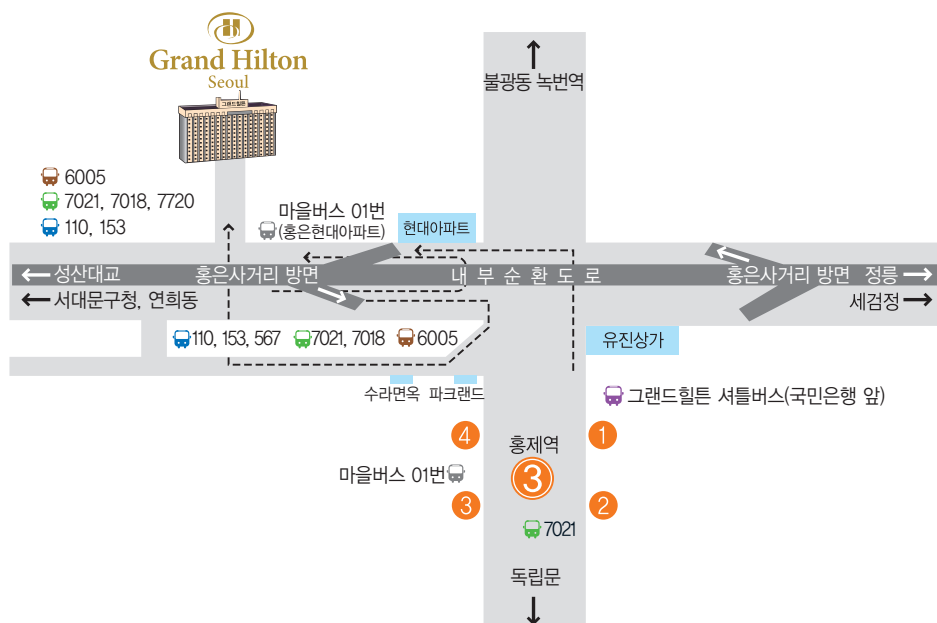 Grand Hilton
Seoul
그랜드힐튼
불광동 녹번역
6005
7021, 7018, 7720
110, 153
마을버스 01번
(홍은현대아파트)
현대아파트
성산대교
홍은사거리 방면
내부순환도로
홍은사거리 방면
정릉
서대문구청, 연희동
세검정
110, 153, 567
7021, 7018
6005
유진상가
수라면옥
파크랜드
그랜드힐튼 셔틀버스(국민은행 앞)
4
홍제역
1
마을버스 01번
3
3
2
7021
독립문